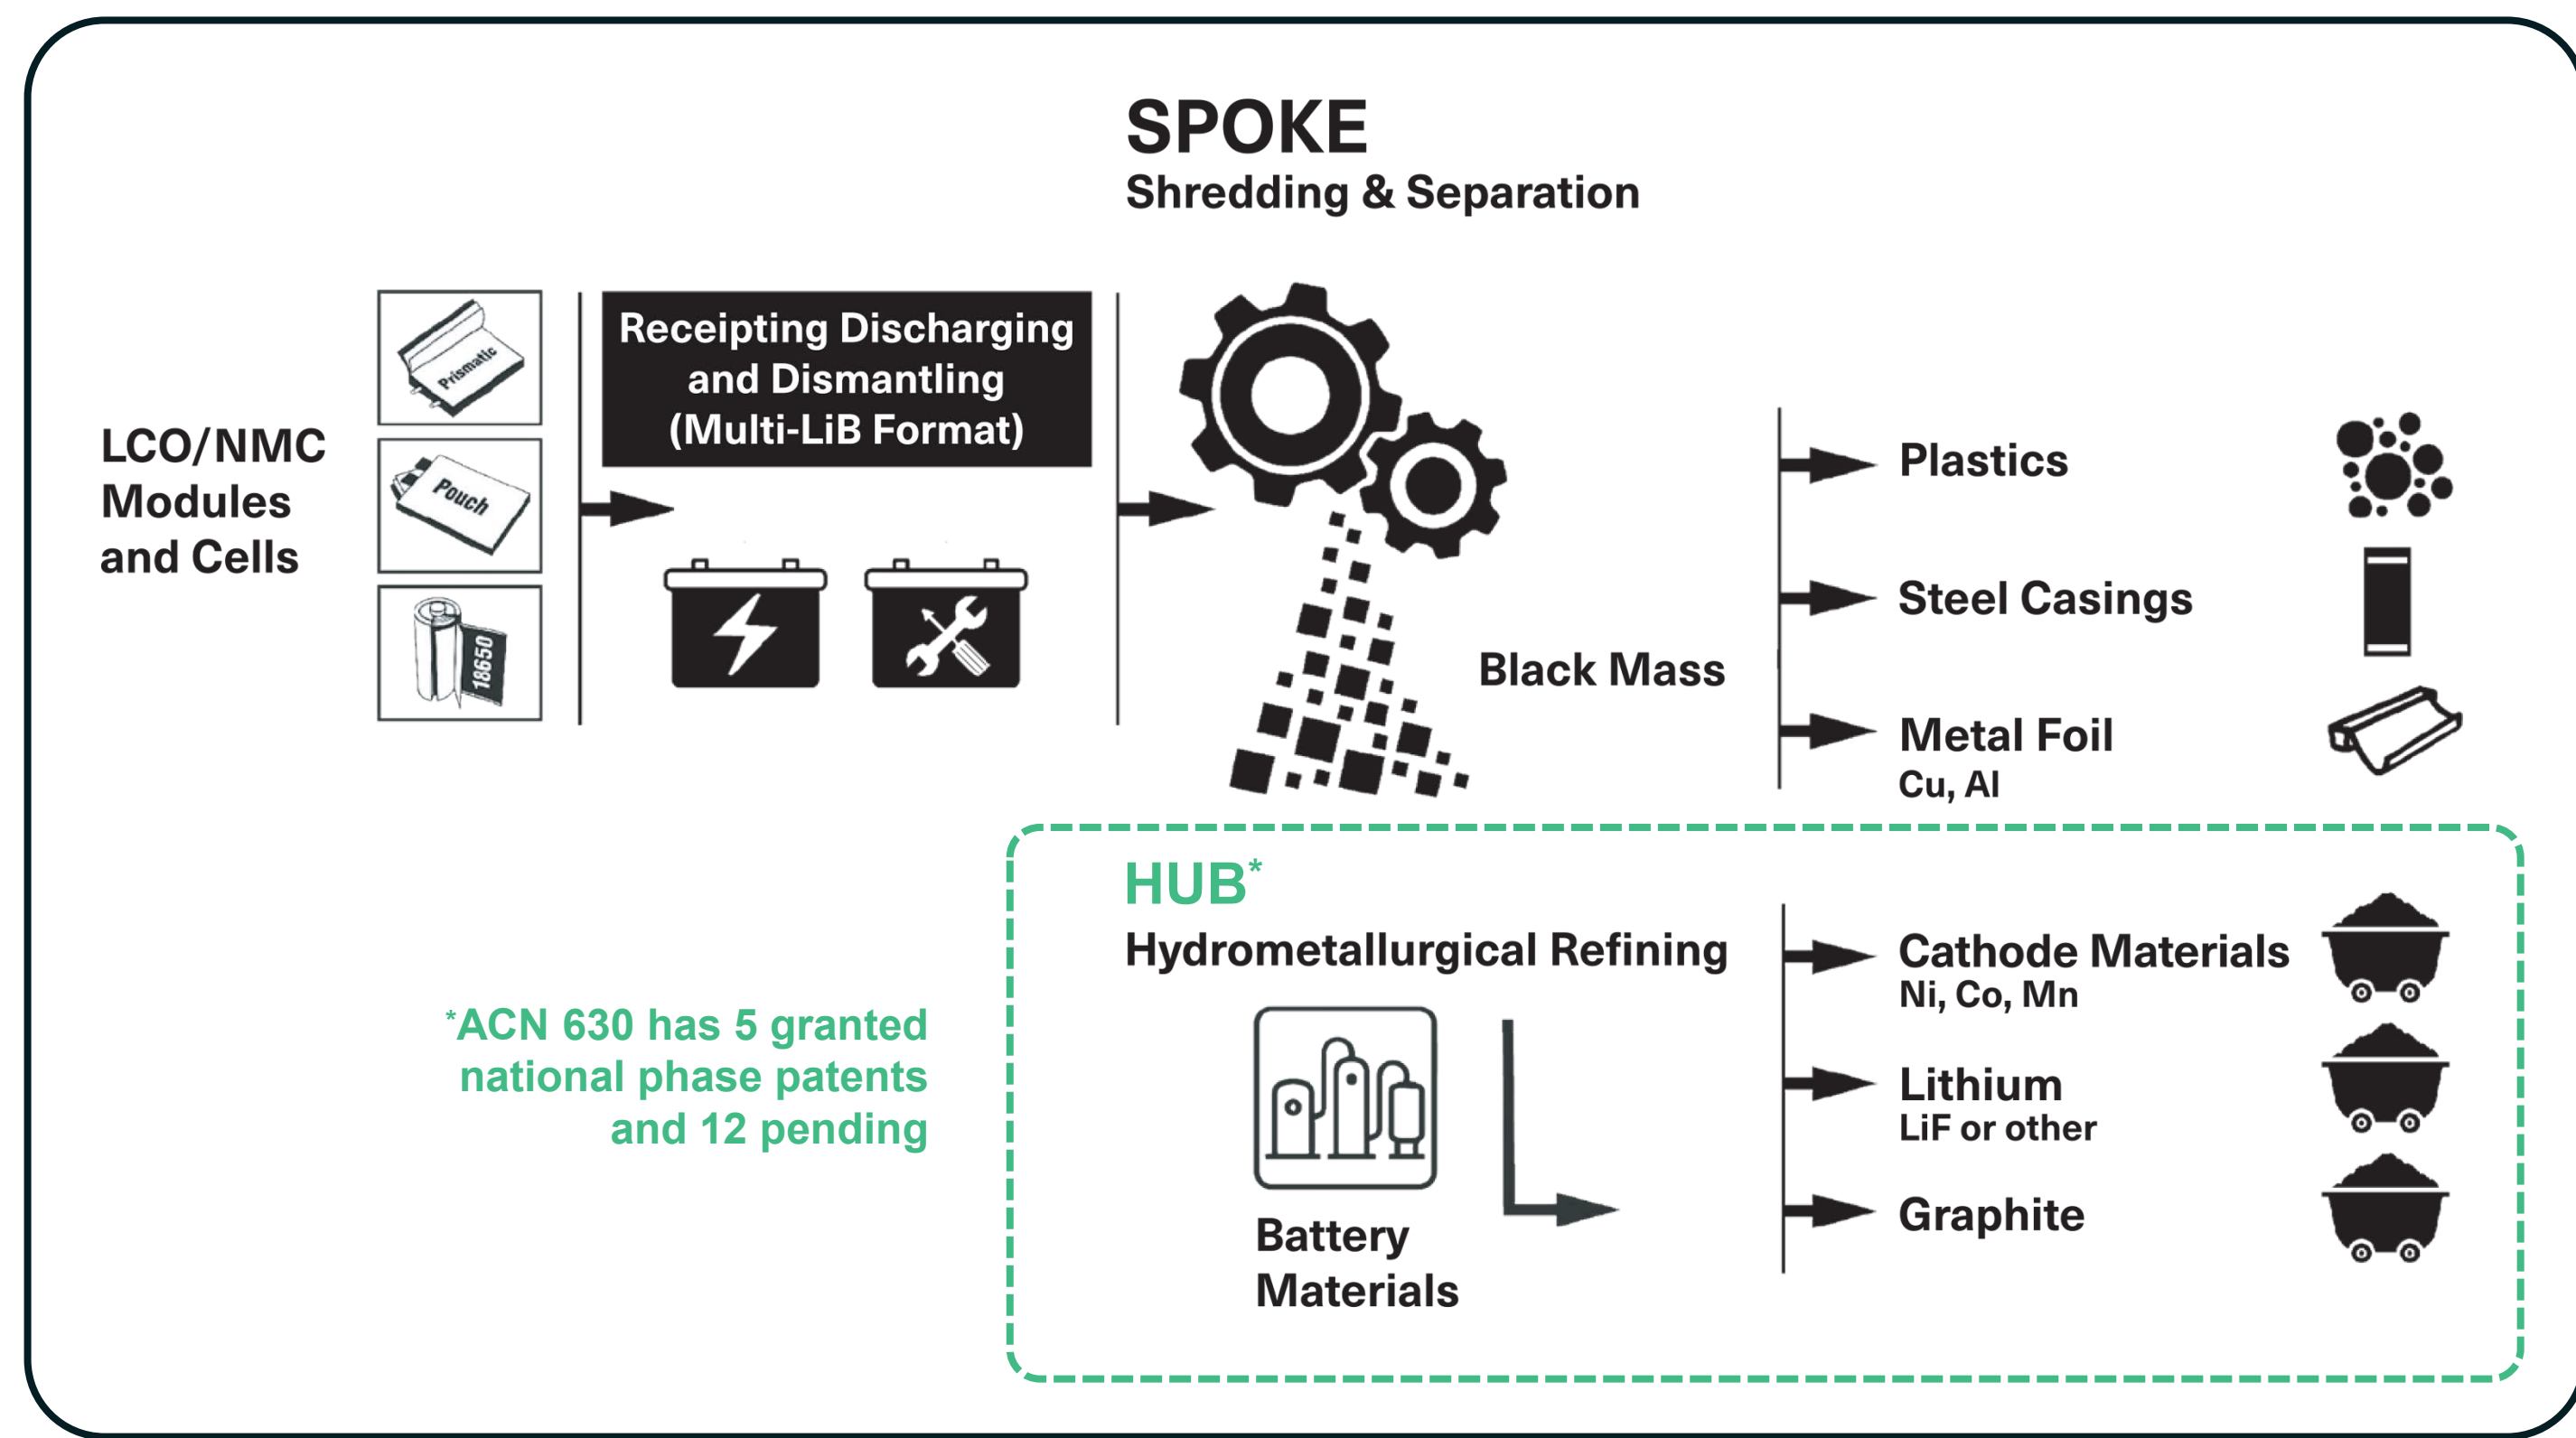 SPOKE
Shredding & Separation
LCO/NMC
Modules
and Cells
Prismatic
Pouch
18650
Receipting Discharging
and Dismantling
(Multi-LiB Format)
Black Mass
Plastics
Steel Casings
Metal Foil
Cu, Al
HUB*
Hydrometallurgical Refining
Battery
Materials
Cathode Materials
Ni, Co, Mn
Lithium
LiF or other
Graphite
*ACN 630 has 5 granted
national phase patents
and 12 pending